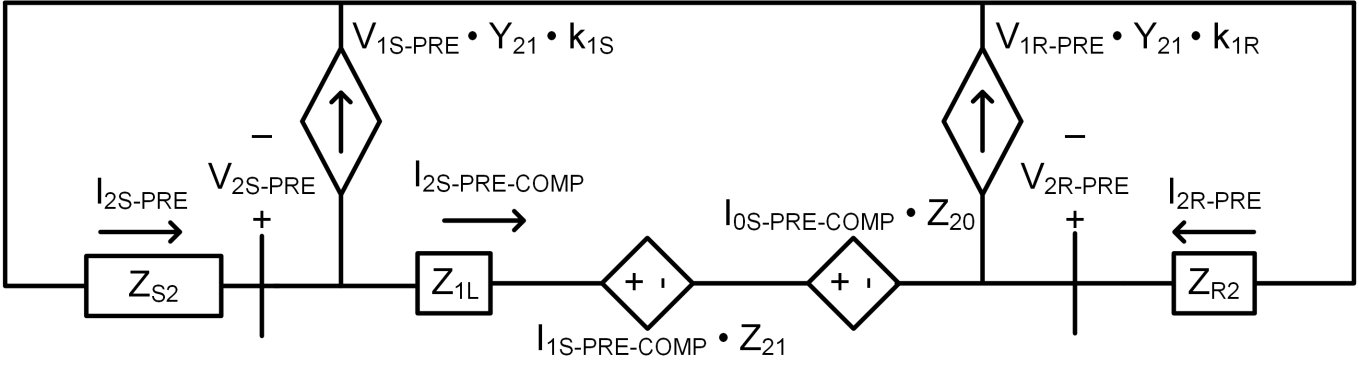 V1S-PRE • Y21 • k1S
V1R-PRE • Y21 • k1R
−
V2S-PRE
+
I2S-PRE
I2S-PRE-COMP
I0S-PRE-COMP • Z20
−
V2R-PRE
+
I2R-PRE
ZS2
Z1L
+ -
+ -
ZR2
I1S-PRE-COMP • Z21